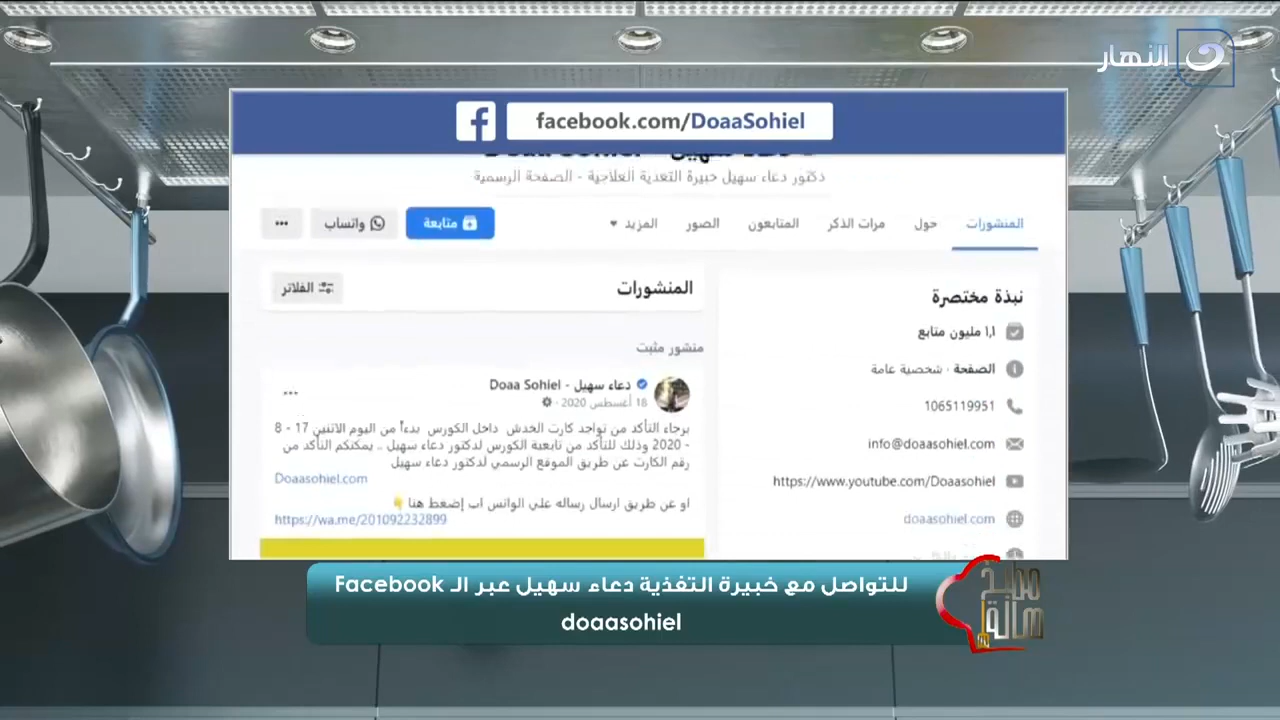 النهار
facebook.com/DoaaSohiel
دكتور دعاء سهيل خبيرة التغذية العلاجية - الصفحة الرسمية
المنشورات
حول
مرات الذكر
المتابعون
الصور
المزيد
متابعة
واتساب
نبذة مختصرة
١,١ مليون متابع
الصفحة · شخصية عامة
1065119951
info@doaasohiel.com
https://www.youtube.com/Doaasohiel
doaasohiel.com
المنشورات
الفلاتر
منشور مثبت
دعاء سهيل - Doaa Sohiel
18 أغسطس 2020 ·
برجاء التأكد من تواجد كارت الخدش داخل الكورس بدءاً من اليوم الاتنين 17 - 8
- 2020 وذلك للتأكد من تابعية الكورس لدكتور دعاء سهيل .. يمكنكم التأكد من
رقم الكارت عن طريق الموقع الرسمي لدكتور دعاء سهيل
Doaasohiel.com
او عن طريق ارسال رساله علي الواتس اب إضغط هنا👇
https://wa.me/201092232899
للتواصل مع خبيرة التغذية دعاء سهيل عبر الـ Facebook
doaasohiel
مطبخ
هالة